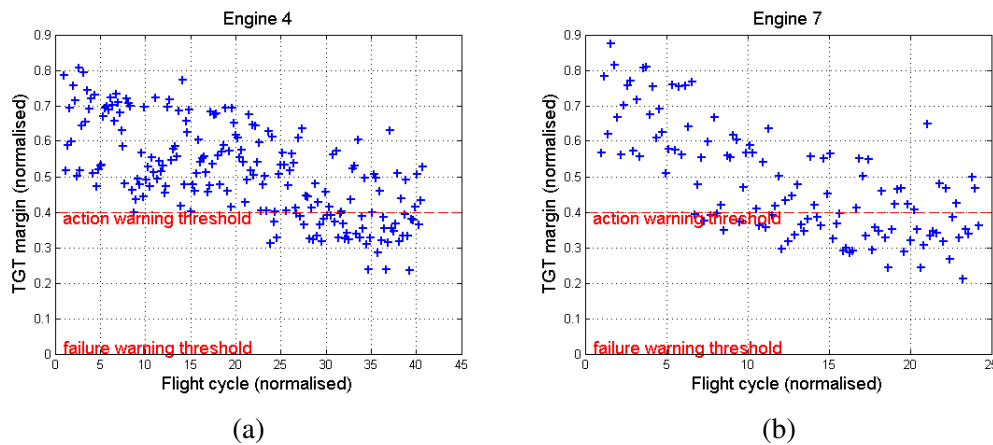 Engine 4
TGT margin (normalised)
0.9
0.8
0.7
0.6
0.5
0.4
0.3
0.2
0.1
0
action warning threshold
failure warning threshold
0 5 10 15 20 25 30 35 40 45
Flight cycle (normalised)
(a)
Engine 7
TGT margin (normalised)
0.9
0.8
0.7
0.6
0.5
0.4
0.3
0.2
0.1
0
action warning threshold
failure warning threshold
0 5 10 15 20 25
Flight cycle (normalised)
(b)